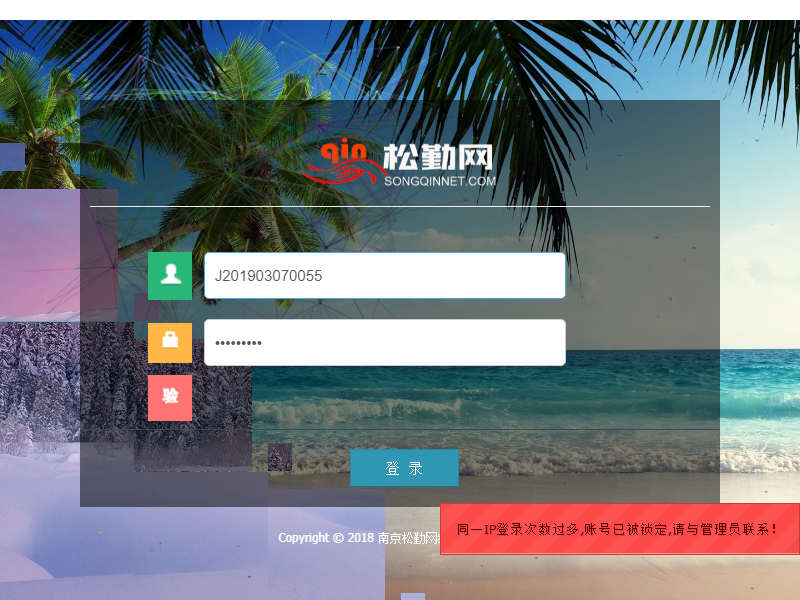 qin 松勤网
SONGQINNET.COM
J201903070055
•••••••••
验
登 录
Copyright © 2018 南京松勤网
同一IP登录次数过多,账号已被锁定,请与管理员联系！